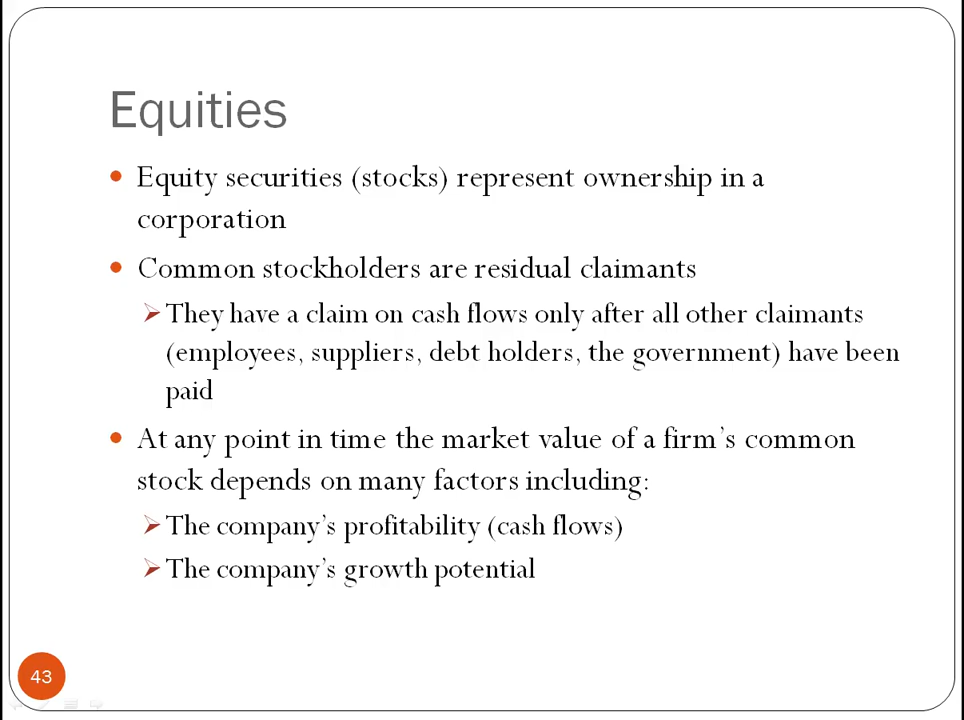 Equities
Equity securities (stocks) represent ownership in a
corporation
Common stockholders are residual claimants
They have a claim on cash flows only after all other claimants
(employees, suppliers, debt holders, the government) have been
paid
At any point in time the market value of a firm’s common
stock depends on many factors including:
The company’s profitability (cash flows)
The company’s growth potential
43